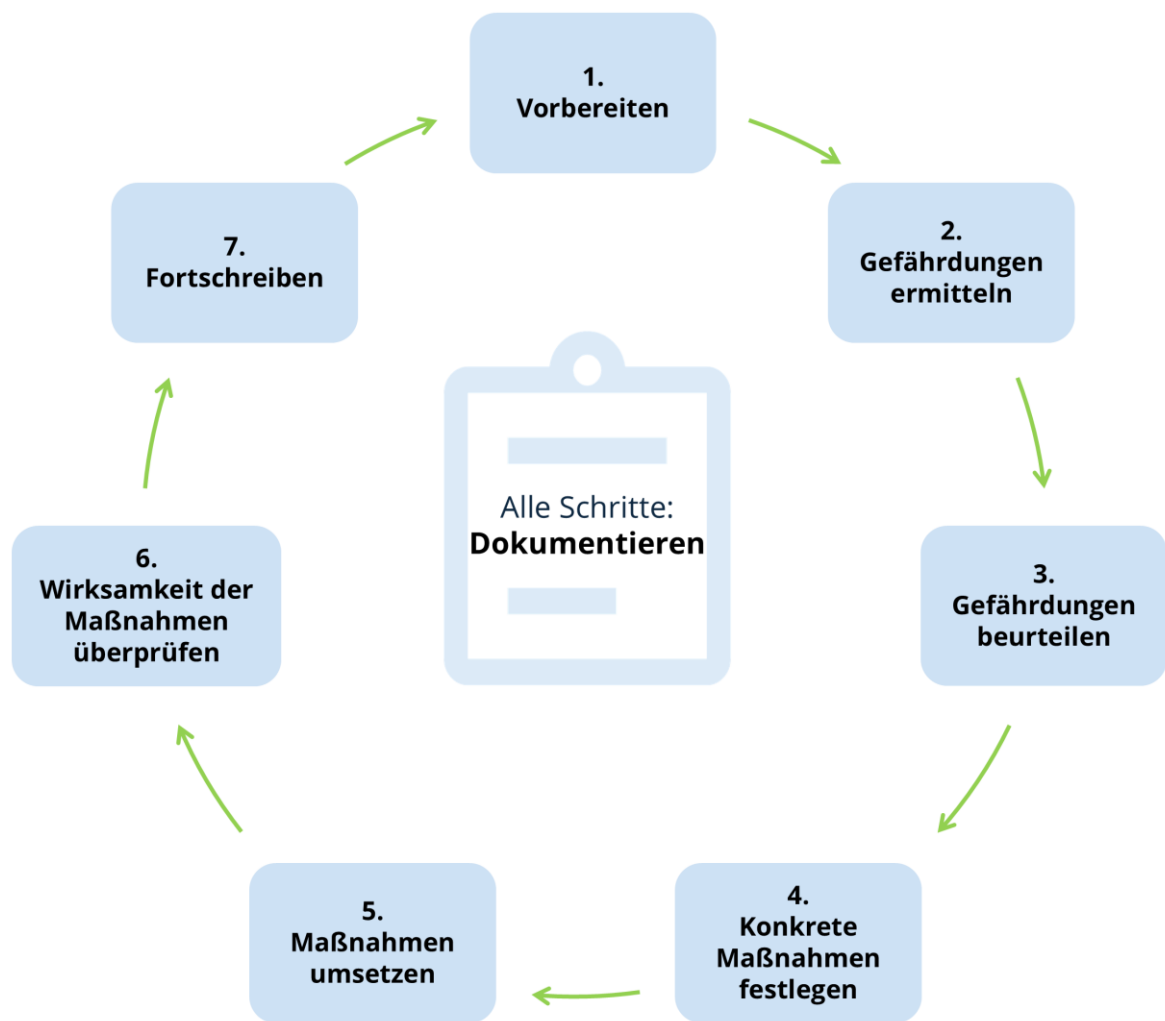 1.
Vorbereiten
2.
Gefährdungen
ermitteln
3.
Gefährdungen
beurteilen
4.
Konkrete
Maßnahmen
festlegen
5.
Maßnahmen
umsetzen
6.
Wirksamkeit der
Maßnahmen
überprüfen
7.
Fortschreiben
Alle Schritte:
Dokumentieren